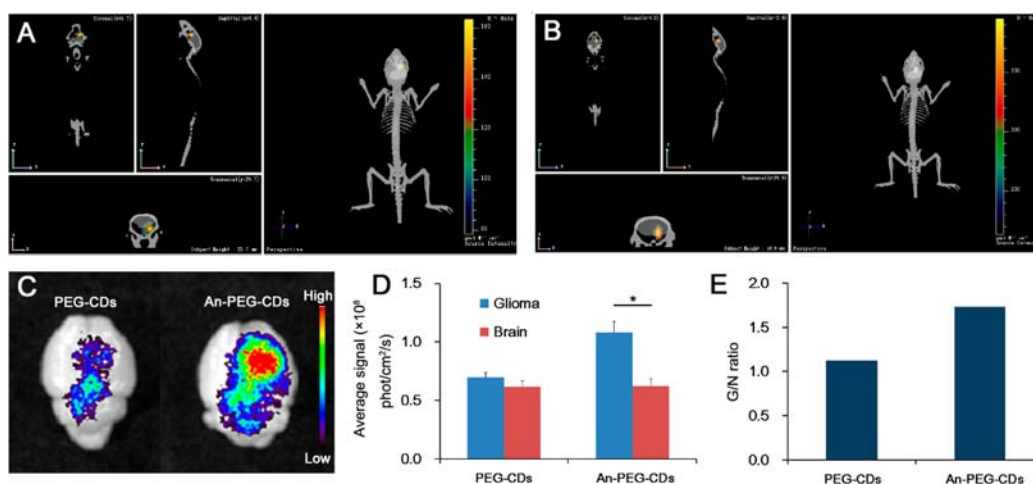 A
B
Perspective
Perspective
C
PEG-CDs
An-PEG-CDs
High
Low
D
Average signal (×10⁸
phot/cm²/s)
1.5
1.0
0.5
0.0
Glioma
Brain
*
PEG-CDs
An-PEG-CDs
E
G/N ratio
2.0
1.5
1.0
0.5
0.0
PEG-CDs
An-PEG-CDs